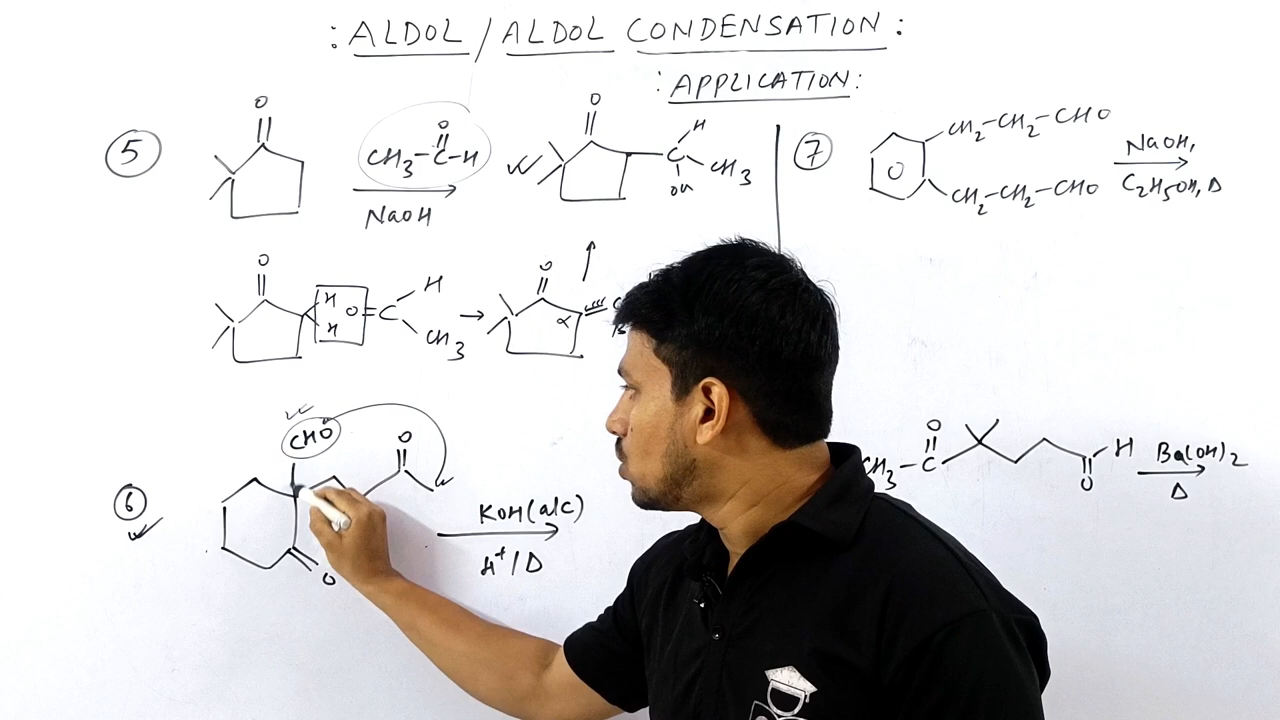 : ALDOL / ALDOL CONDENSATION :
: APPLICATION :
5
O
CH3-C-H
O
NaOH
O
H
C
OH
CH3
O
H
H
O=C
H
CH3
→
O
α
6
CHO
O
O
KOH(alc)
H+/Δ
7
O
CH2-CH2-CHO
CH2-CH2-CHO
NaOH,
C2H5OH, Δ
O
CH3-C
H
O
Ba(OH)2
Δ